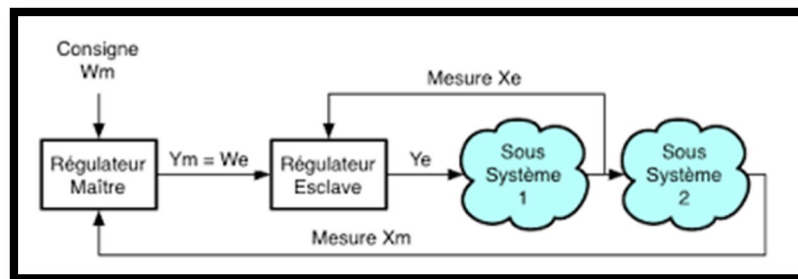 Consigne
Wm
Mesure Xe
Régulateur
Maître
Ym = We
Régulateur
Esclave
Ye
Sous
Système
1
Sous
Système
2
Mesure Xm